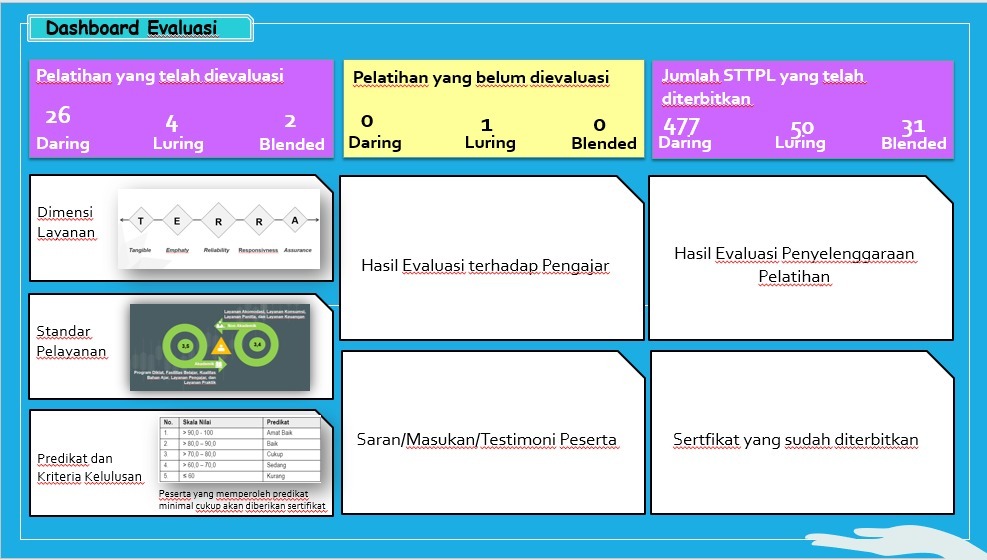 Dashboard Evaluasi
Pelatihan yang telah dievaluasi
26
4
2
Daring
Luring
Blended
Pelatihan yang belum dievaluasi
0
1
0
Daring
Luring
Blended
Jumlah STTPL yang telah
diterbitkan
477
50
31
Daring
Luring
Blended
Dimensi
Layanan
T E R R A
Tangible Emphaty Reliability Responsivness Assurance
Standar
Pelayanan
Layanan Akomodasi, Layanan Konsumsi,
Layanan Panitia, dan Layanan Kesenangan
Non Akademik
3,5
3,4
Akademik
Program Diklat, Fasilitas Belajar, Kualitas
Bahan Ajar, Layanan Pengajar, dan
Layanan Praktik
Predikat dan
Kriteria Kelulusan
No. Skala Nilai Predikat
1. > 90,0 - 100 Amat Baik
2 > 80,0 – 90,0 Baik
3 > 70,0 – 80,0 Cukup
4. > 60,0 – 70,0 Sedang
5. ≤ 60 Kurang
Peserta yang memperoleh predikat
minimal cukup akan diberikan sertifikat
Hasil Evaluasi terhadap Pengajar
Hasil Evaluasi Penyelenggaraan
Pelatihan
Saran/Masukan/Testimoni Peserta
Sertfikat yang sudah diterbitkan